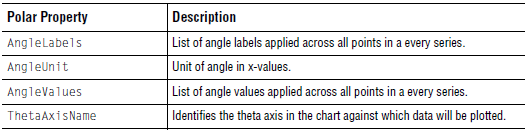 Polar Property Description
AngleLabels List of angle labels applied across all points in a every series.
AngleUnit Unit of angle in x-values.
AngleValues List of angle values applied across all points in a every series.
ThetaAxisName Identifies the theta axis in the chart against which data will be plotted.